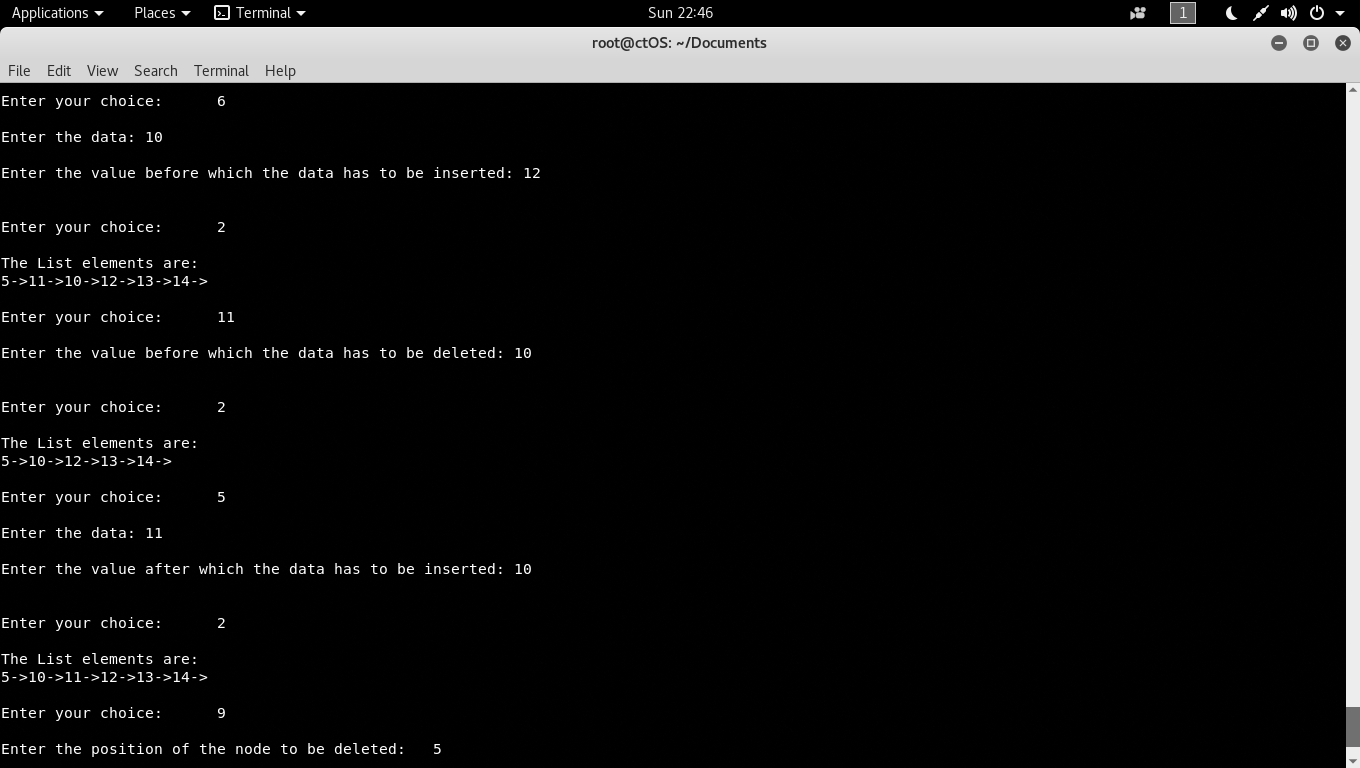 Applications Places Terminal Sun 22:46 1
root@ctOS: ~/Documents
File Edit View Search Terminal Help
Enter your choice: 6
Enter the data: 10
Enter the value before which the data has to be inserted: 12
Enter your choice: 2
The List elements are:
5->11->10->12->13->14->
Enter your choice: 11
Enter the value before which the data has to be deleted: 10
Enter your choice: 2
The List elements are:
5->10->12->13->14->
Enter your choice: 5
Enter the data: 11
Enter the value after which the data has to be inserted: 10
Enter your choice: 2
The List elements are:
5->10->11->12->13->14->
Enter your choice: 9
Enter the position of the node to be deleted: 5